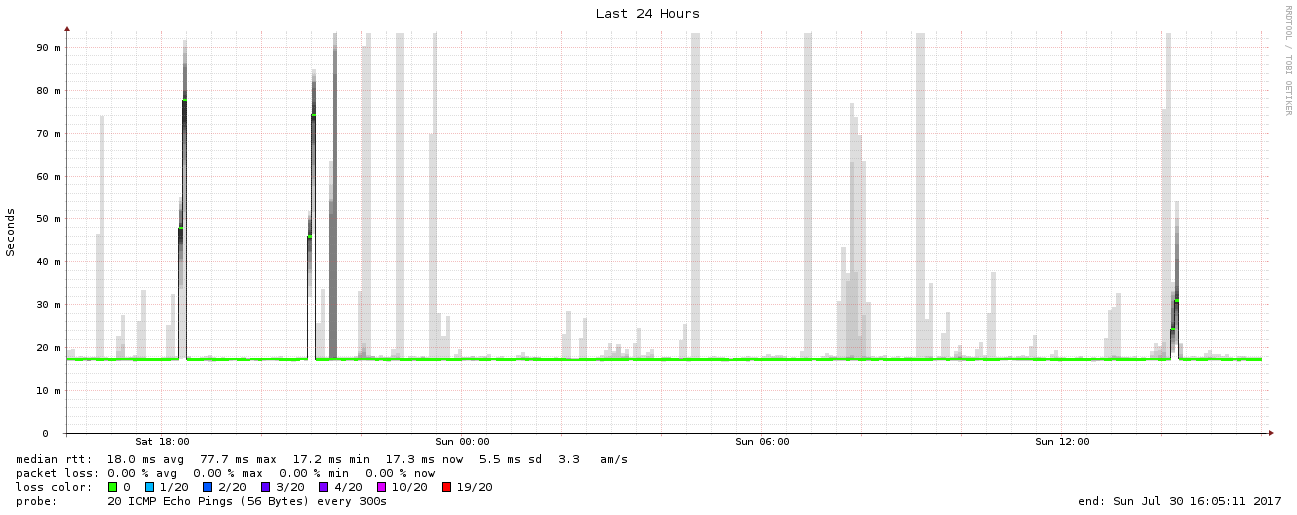 Last 24 Hours
RRDTOOL / TOBI OETIKER
Seconds
90 m
80 m
70 m
60 m
50 m
40 m
30 m
20 m
10 m
0
Sat 18:00 Sun 00:00 Sun 06:00 Sun 12:00
median rtt: 18.0 ms avg 77.7 ms max 17.2 ms min 17.3 ms now 5.5 ms sd 3.3 am/s
packet loss: 0.00 % avg 0.00 % max 0.00 % min 0.00 % now
loss color: 0 1/20 2/20 3/20 4/20 10/20 19/20
probe: 20 ICMP Echo Pings (56 Bytes) every 300s end: Sun Jul 30 16:05:11 2017